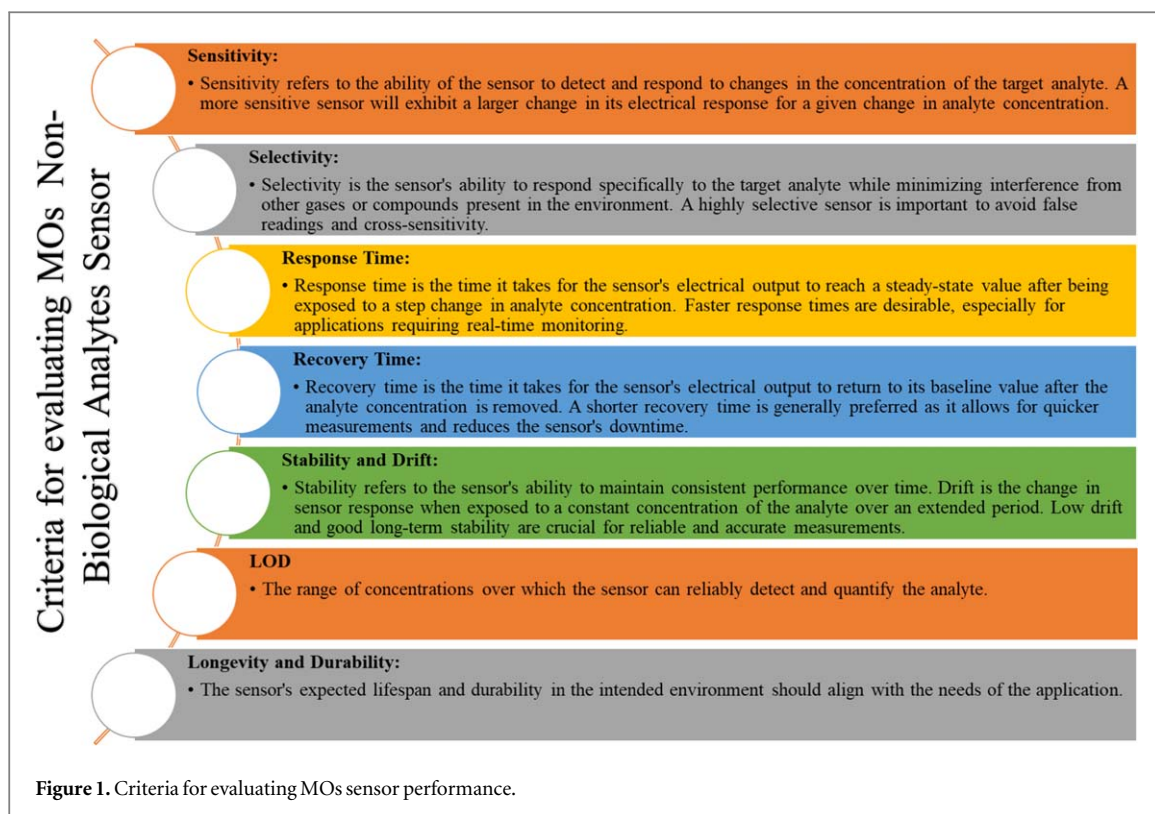 Criteria for evaluating MOs Non-
Biological Analytes Sensor
Sensitivity:
• Sensitivity refers to the ability of the sensor to detect and respond to changes in the concentration of the target analyte. A
more sensitive sensor will exhibit a larger change in its electrical response for a given change in analyte concentration.
Selectivity:
• Selectivity is the sensor's ability to respond specifically to the target analyte while minimizing interference from
other gases or compounds present in the environment. A highly selective sensor is important to avoid false
readings and cross-sensitivity.
Response Time:
• Response time is the time it takes for the sensor's electrical output to reach a steady-state value after being
exposed to a step change in analyte concentration. Faster response times are desirable, especially for
applications requiring real-time monitoring.
Recovery Time:
• Recovery time is the time it takes for the sensor's electrical output to return to its baseline value after the
analyte concentration is removed. A shorter recovery time is generally preferred as it allows for quicker
measurements and reduces the sensor's downtime.
Stability and Drift:
• Stability refers to the sensor's ability to maintain consistent performance over time. Drift is the change in
sensor response when exposed to a constant concentration of the analyte over an extended period. Low drift
and good long-term stability are crucial for reliable and accurate measurements.
LOD
• The range of concentrations over which the sensor can reliably detect and quantify the analyte.
Longevity and Durability:
• The sensor's expected lifespan and durability in the intended environment should align with the needs of the application.
Figure 1. Criteria for evaluating MOs sensor performance.